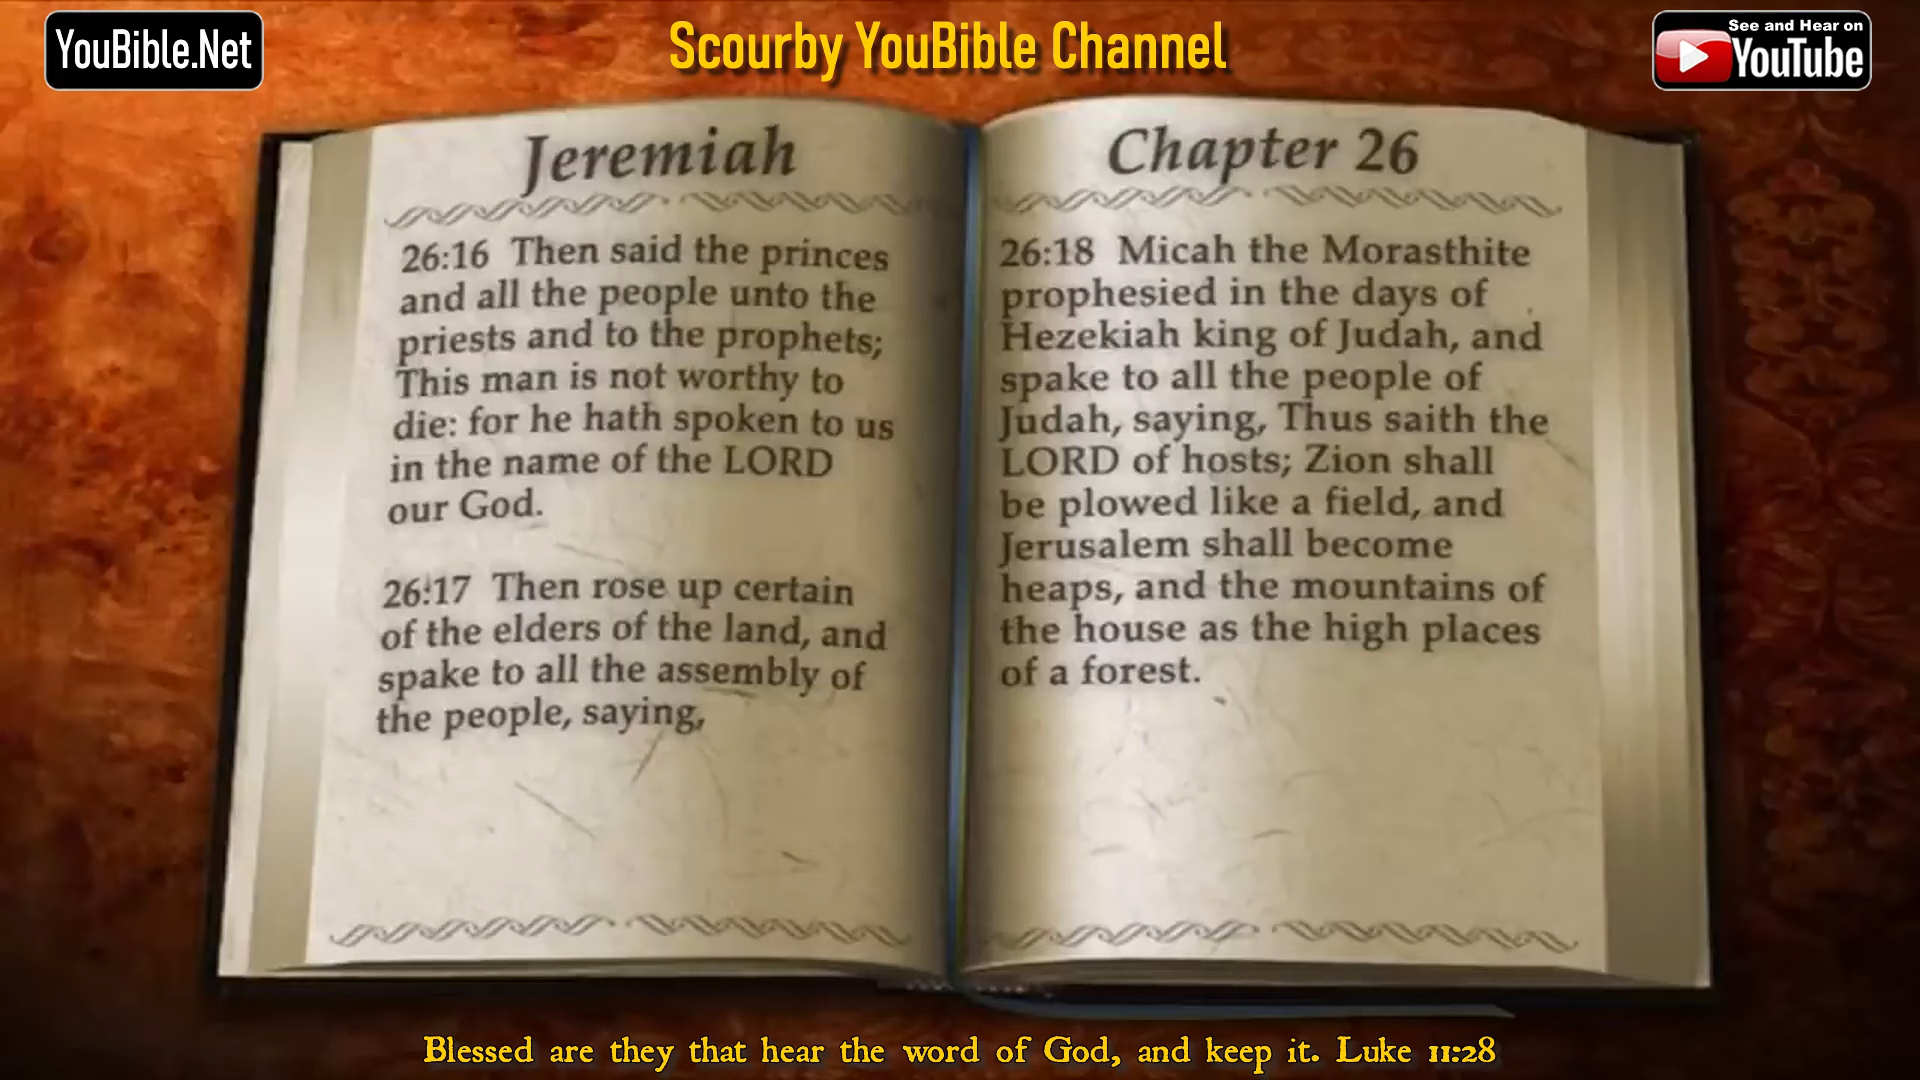 YouBible.Net
Scourby YouBible Channel
See and Hear on
YouTube
Jeremiah
26:16 Then said the princes
and all the people unto the
priests and to the prophets;
This man is not worthy to
die: for he hath spoken to us
in the name of the LORD
our God.
26:17 Then rose up certain
of the elders of the land, and
spake to all the assembly of
the people, saying,
Chapter 26
26:18 Micah the Morasthite
prophesied in the days of
Hezekiah king of Judah, and
spake to all the people of
Judah, saying, Thus saith the
LORD of hosts; Zion shall
be plowed like a field, and
Jerusalem shall become
heaps, and the mountains of
the house as the high places
of a forest.
Blessed are they that hear the word of God, and keep it. Luke 11:28